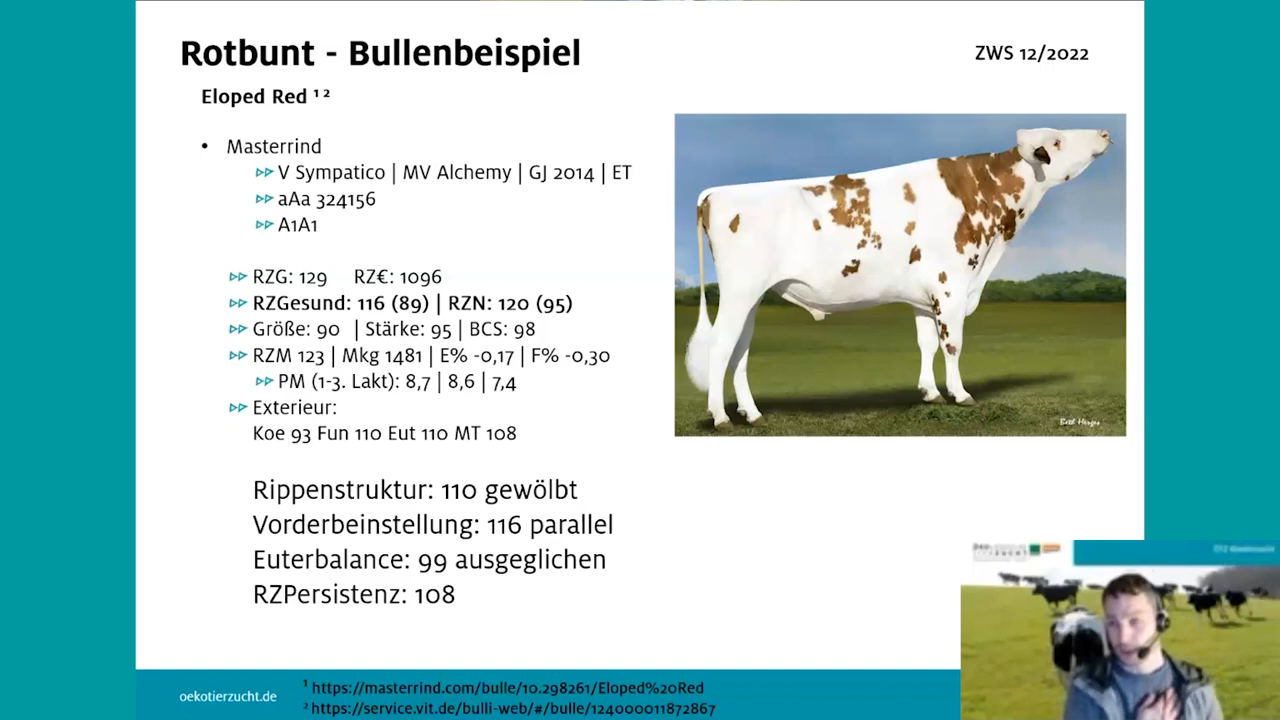 Rotbunt - Bullenbeispiel
ZWS 12/2022
Eloped Red ¹ ²
• Masterrind
V Sympatico | MV Alchemy | GJ 2014 | ET
aAa 324156
A1A1
RZG: 129 RZ€: 1096
RZGesund: 116 (89) | RZN: 120 (95)
Größe: 90 | Stärke: 95 | BCS: 98
RZM 123 | Mkg 1481 | E% -0,17 | F% -0,30
PM (1-3. Lakt): 8,7 | 8,6 | 7,4
Exterieur:
Koe 93 Fun 110 Eut 110 MT 108
Rippenstruktur: 110 gewölbt
Vorderbeinstellung: 116 parallel
Euterbalance: 99 ausgeglichen
RZPersistenz: 108
oekotierzucht.de
¹ https://masterrind.com/bulle/10.298261/Eloped%20Red
² https://service.vit.de/bulli-web/#/bulle/124000011872867